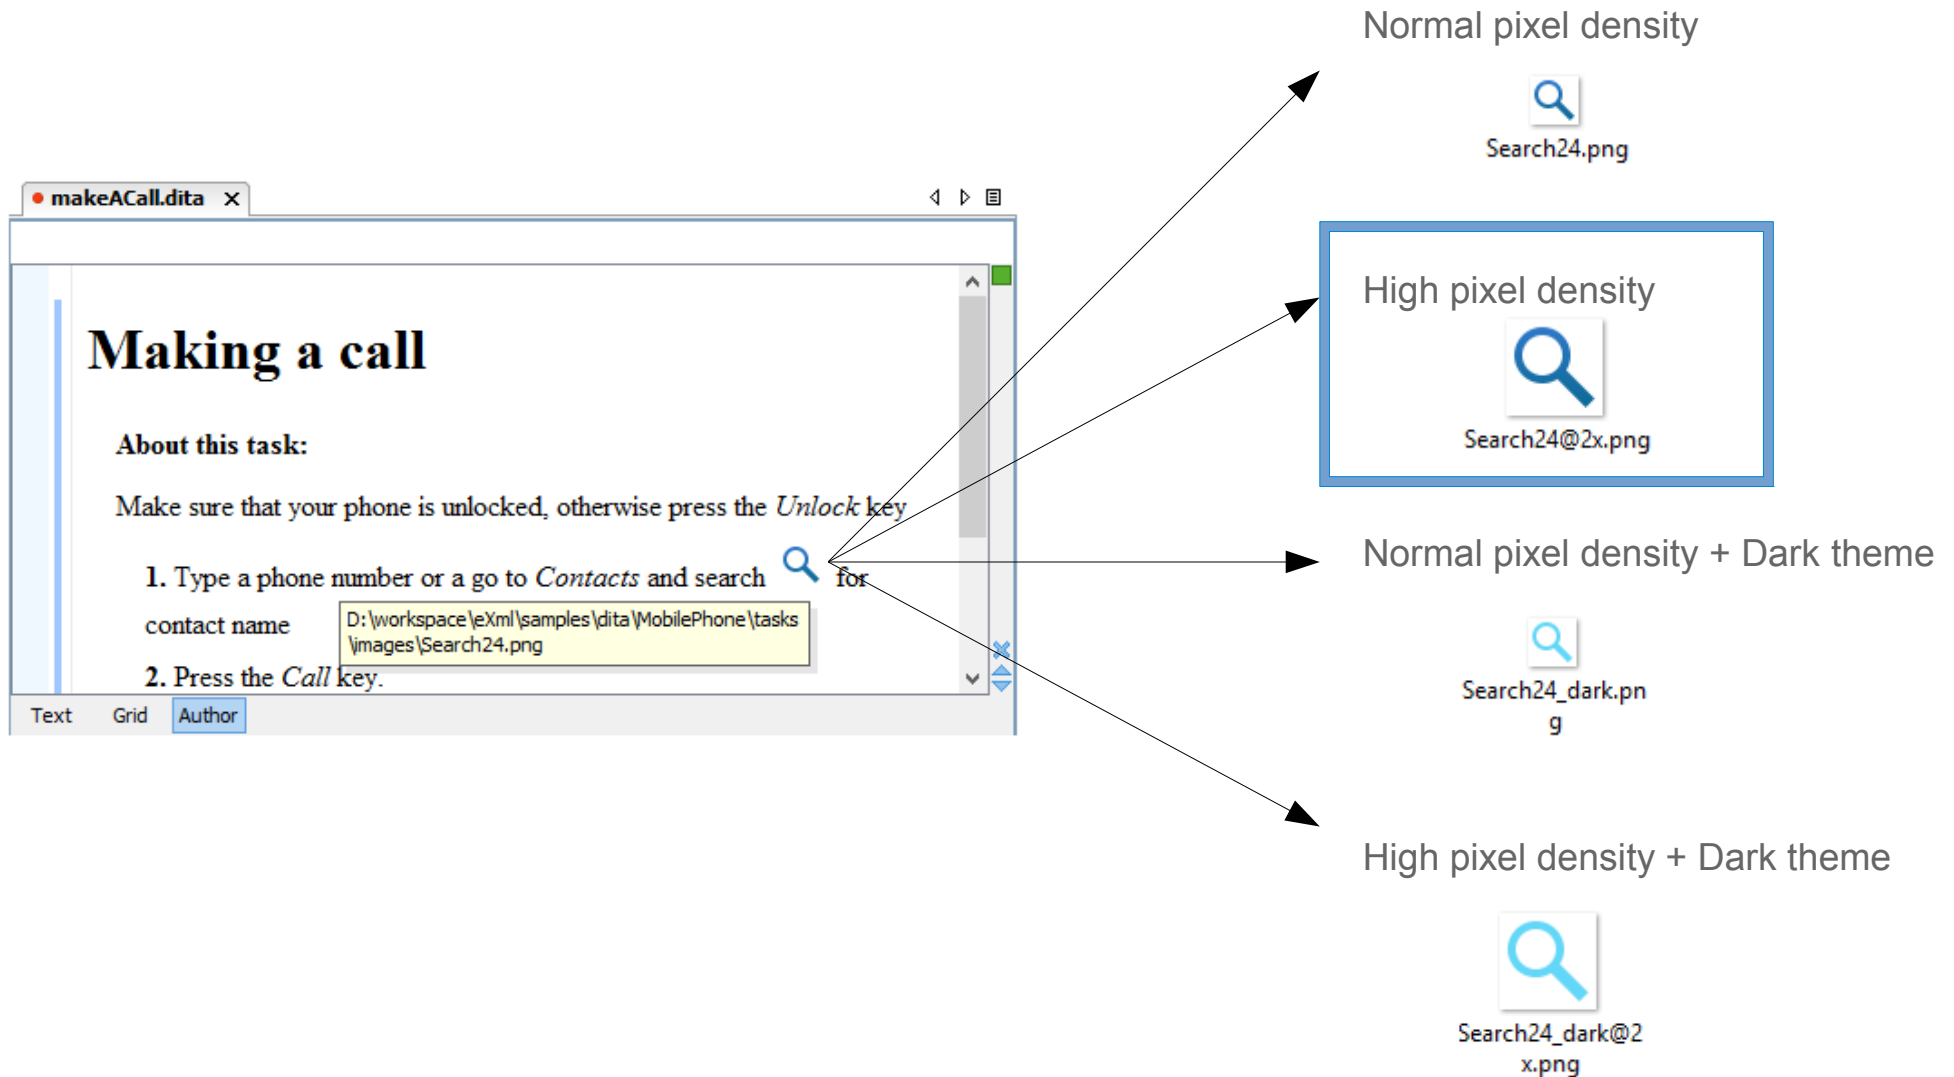 makeACall.dita
Making a call
About this task:
Make sure that your phone is unlocked, otherwise press the Unlock key
1. Type a phone number or a go to Contacts and search for
contact name
D:\workspace\eXml\samples\dita\MobilePhone\tasks
\images\Search24.png
2. Press the Call key.
Text Grid Author
Normal pixel density
Search24.png
High pixel density
Search24@2x.png
Normal pixel density + Dark theme
Search24_dark.pn
g
High pixel density + Dark theme
Search24_dark@2
x.png